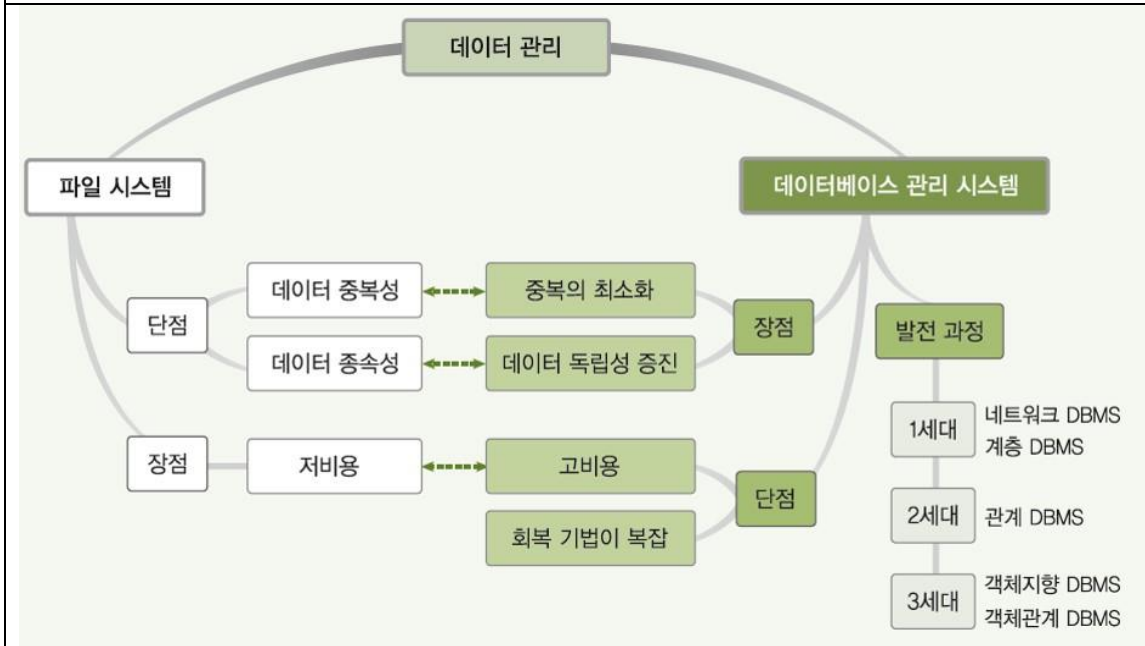 데이터 관리
파일 시스템
데이터베이스 관리 시스템
단점
데이터 중복성
중복의 최소화
데이터 종속성
데이터 독립성 증진
장점
발전 과정
장점
저비용
고비용
회복 기법이 복잡
단점
1세대
네트워크 DBMS
계층 DBMS
2세대
관계 DBMS
3세대
객체지향 DBMS
객체관계 DBMS